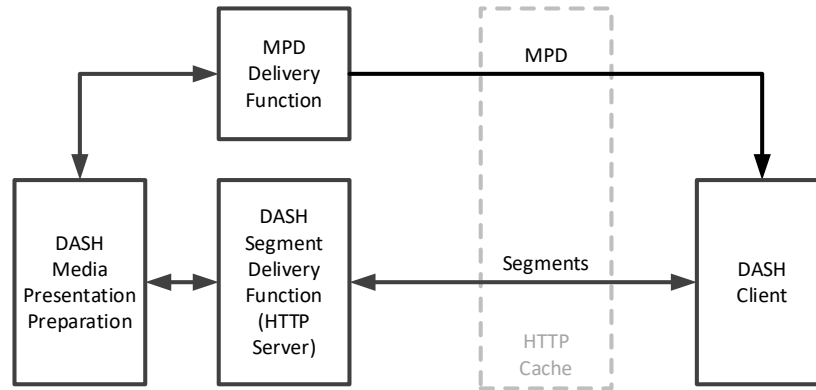 MPD
Delivery
Function
MPD
DASH
Media
Presentation
Preparation
DASH
Segment
Delivery
Function
(HTTP
Server)
Segments
DASH
Client
HTTP
Cache